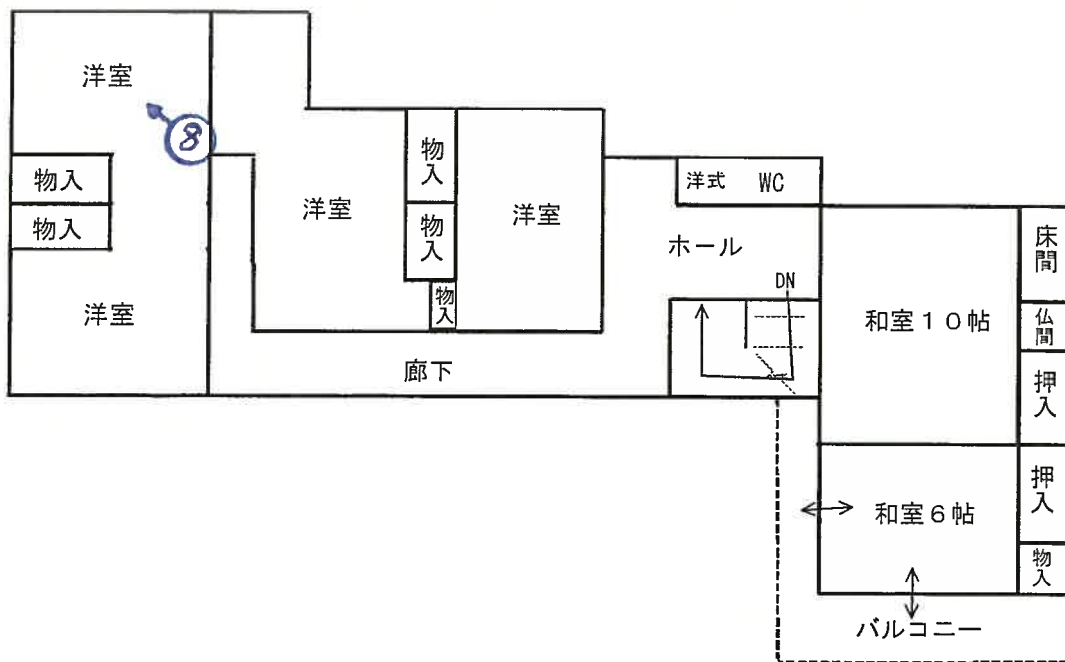 洋室
8
物入
物入
洋室
洋室
物入
物入
物入
洋室
廊下
洋式 WC
ホール
DN
和室10帖
床間
仏間
押入
和室6帖
押入
物入
バルコニー